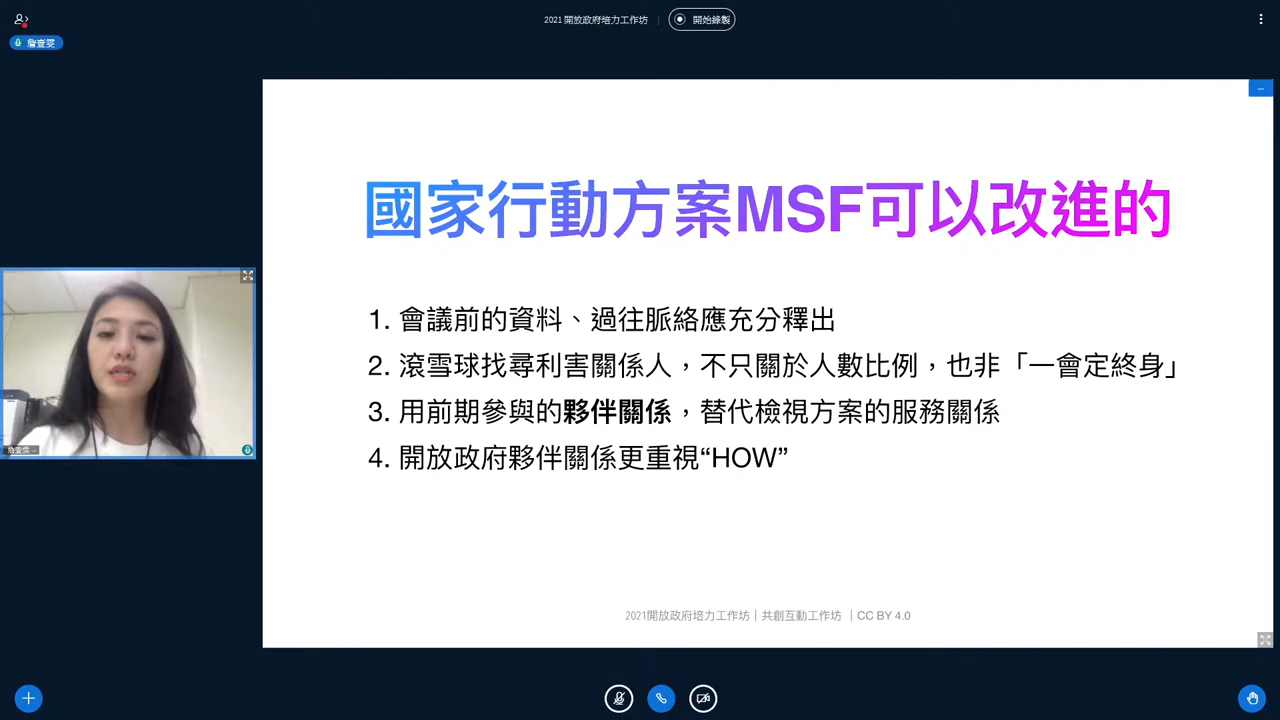 2021 開放政府培力工作坊
開始錄製
詹壹雯
國家行動方案MSF可以改進的
1. 會議前的資料、過往脈絡應充分釋出
2. 滾雪球找尋利害關係人，不只關於人數比例，也非「一會定終身」
3. 用前期參與的夥伴關係，替代檢視方案的服務關係
4. 開放政府夥伴關係更重視“HOW”
詹壹雯
2021開放政府培力工作坊｜共創互動工作坊 ｜CC BY 4.0